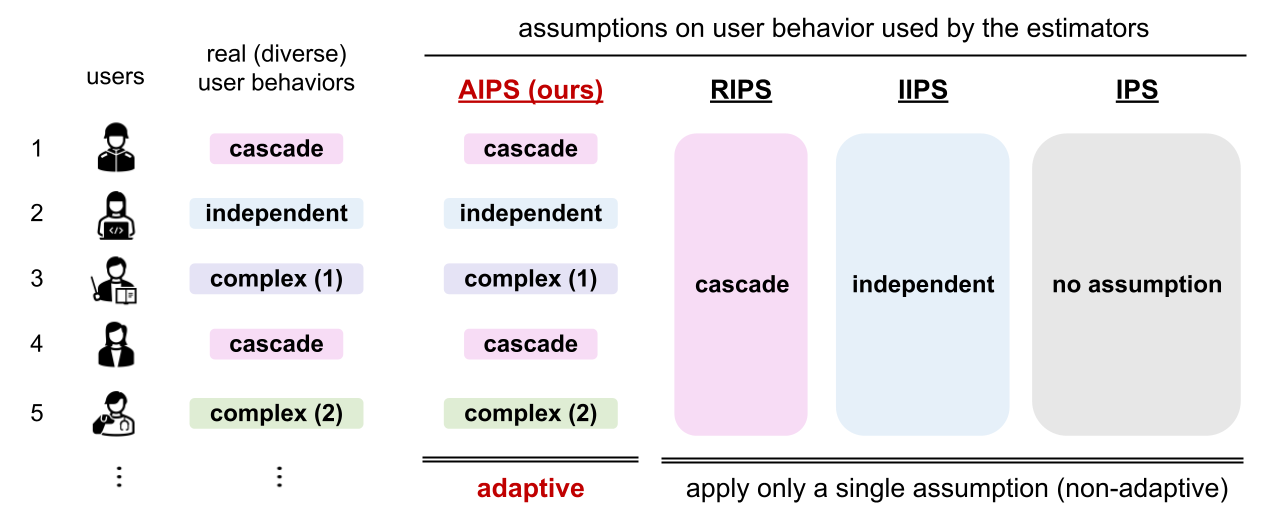 assumptions on user behavior used by the estimators
users
real (diverse)
user behaviors
AIPS (ours)
RIPS
IIPS
IPS
1
cascade
cascade
2
independent
independent
3
complex (1)
complex (1)
cascade
independent
no assumption
4
cascade
cascade
5
complex (2)
complex (2)
adaptive
apply only a single assumption (non-adaptive)